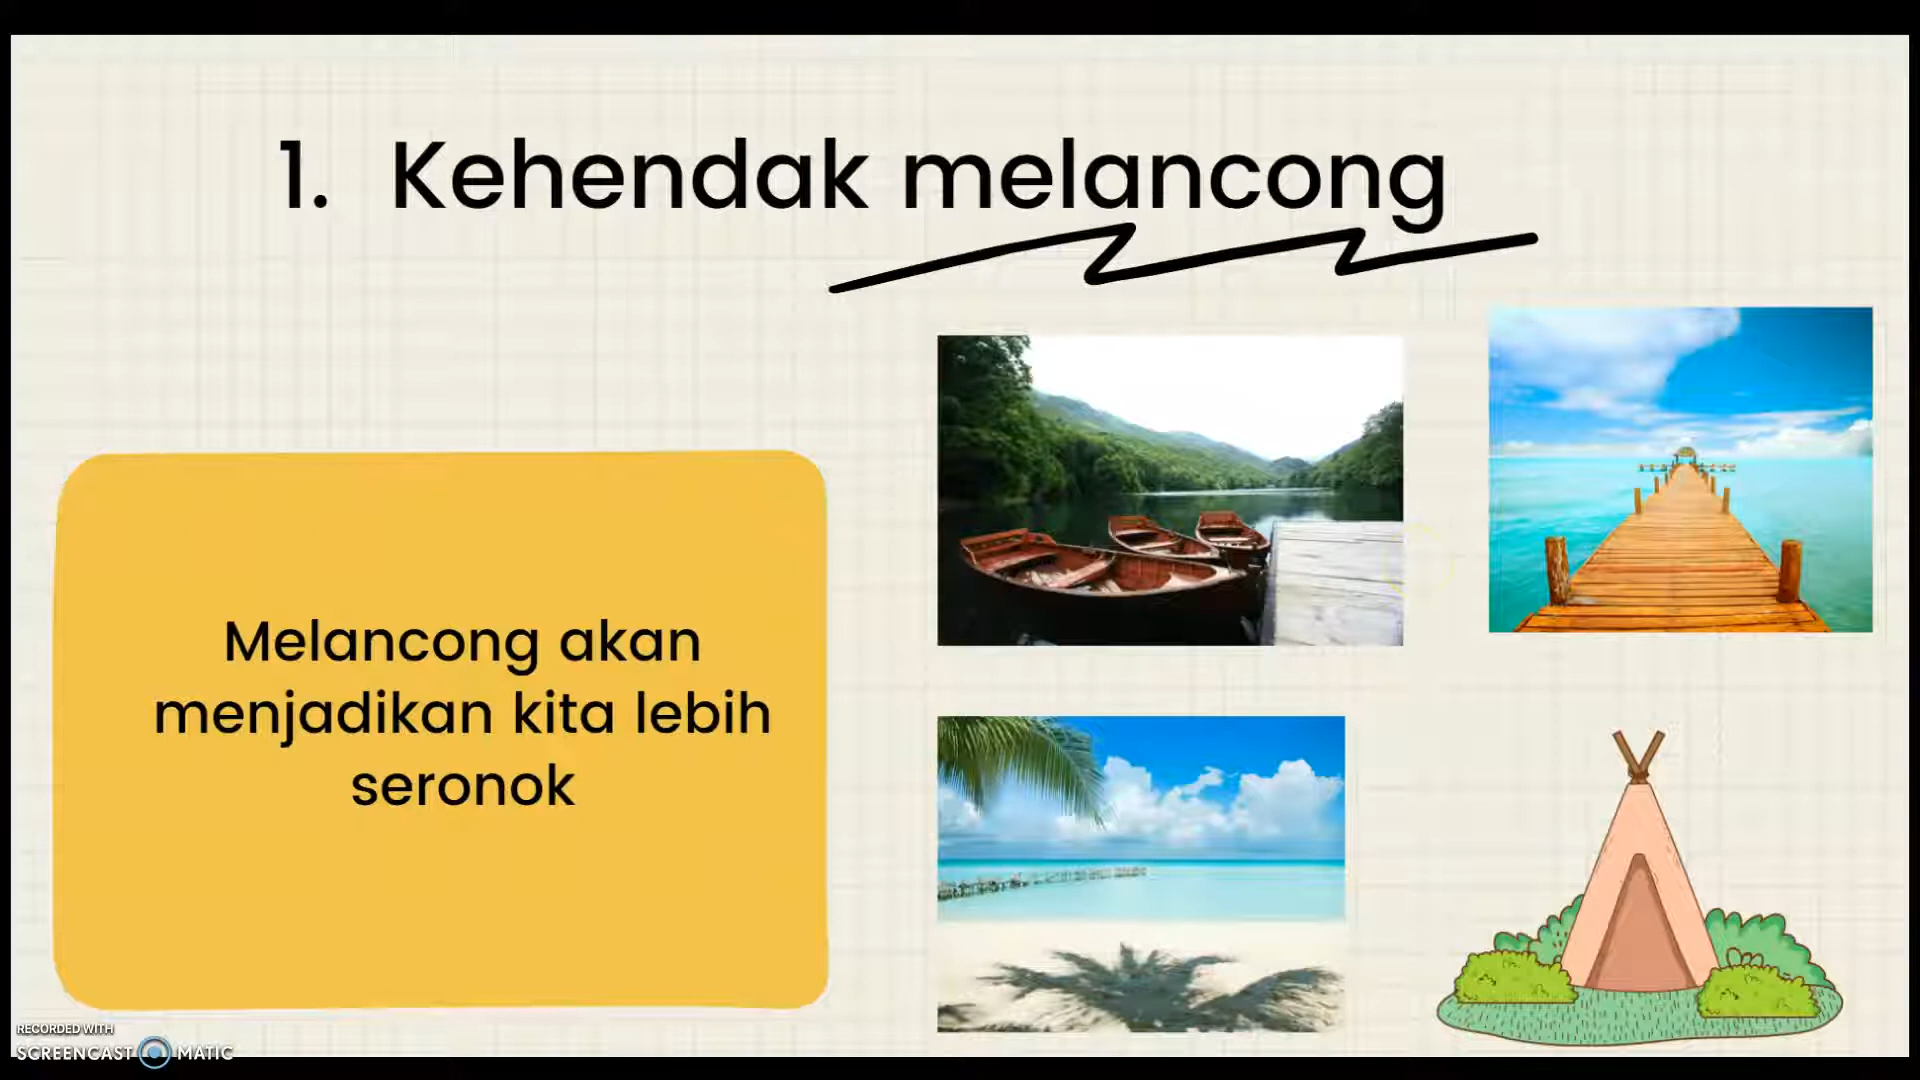 1. Kehendak melancong
Melancong akan
menjadikan kita lebih
seronok
RECORDED WITH
SCREENCAST MATIC